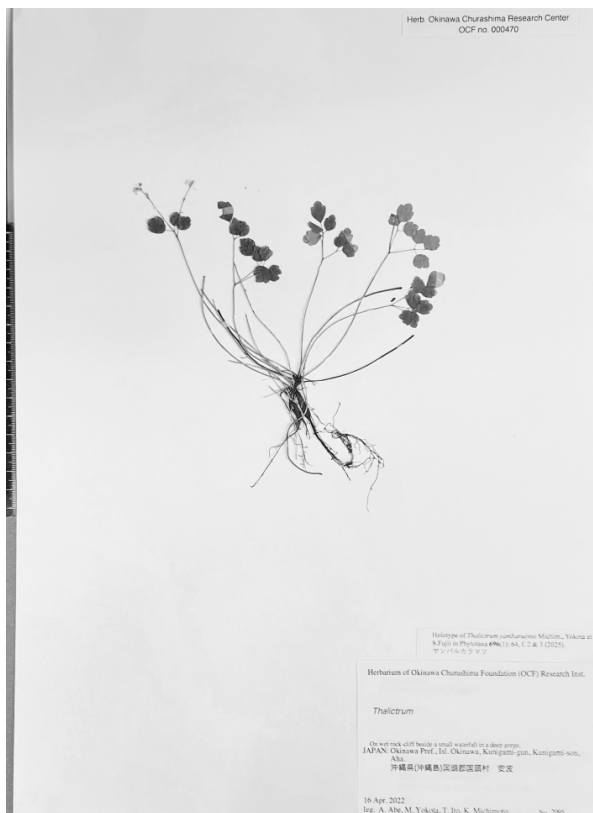 Herb. Okinawa Churashima Research Center
OCF no. 000470
Holotype of Thalictrum yambaruense Michim., Yokota et
S.Fujii in Phytotaxa 696(1): 64, f. 2 & 3 (2025).
ヤンバルカラマツ
Herbarium of Okinawa Churashima Foundation (OCF) Research Inst.
Thalictrum
On wet rock-cliff beside a small waterfall in a deep gorge.
JAPAN: Okinawa Pref., Isl. Okinawa, Kunigami-gun, Kunigami-son,
Aha.
沖縄県(沖縄島)国頭郡国頭村 安波
16 Apr. 2022
leg. A. Abe, M. Yokota, T. Ito, K. Michimoto